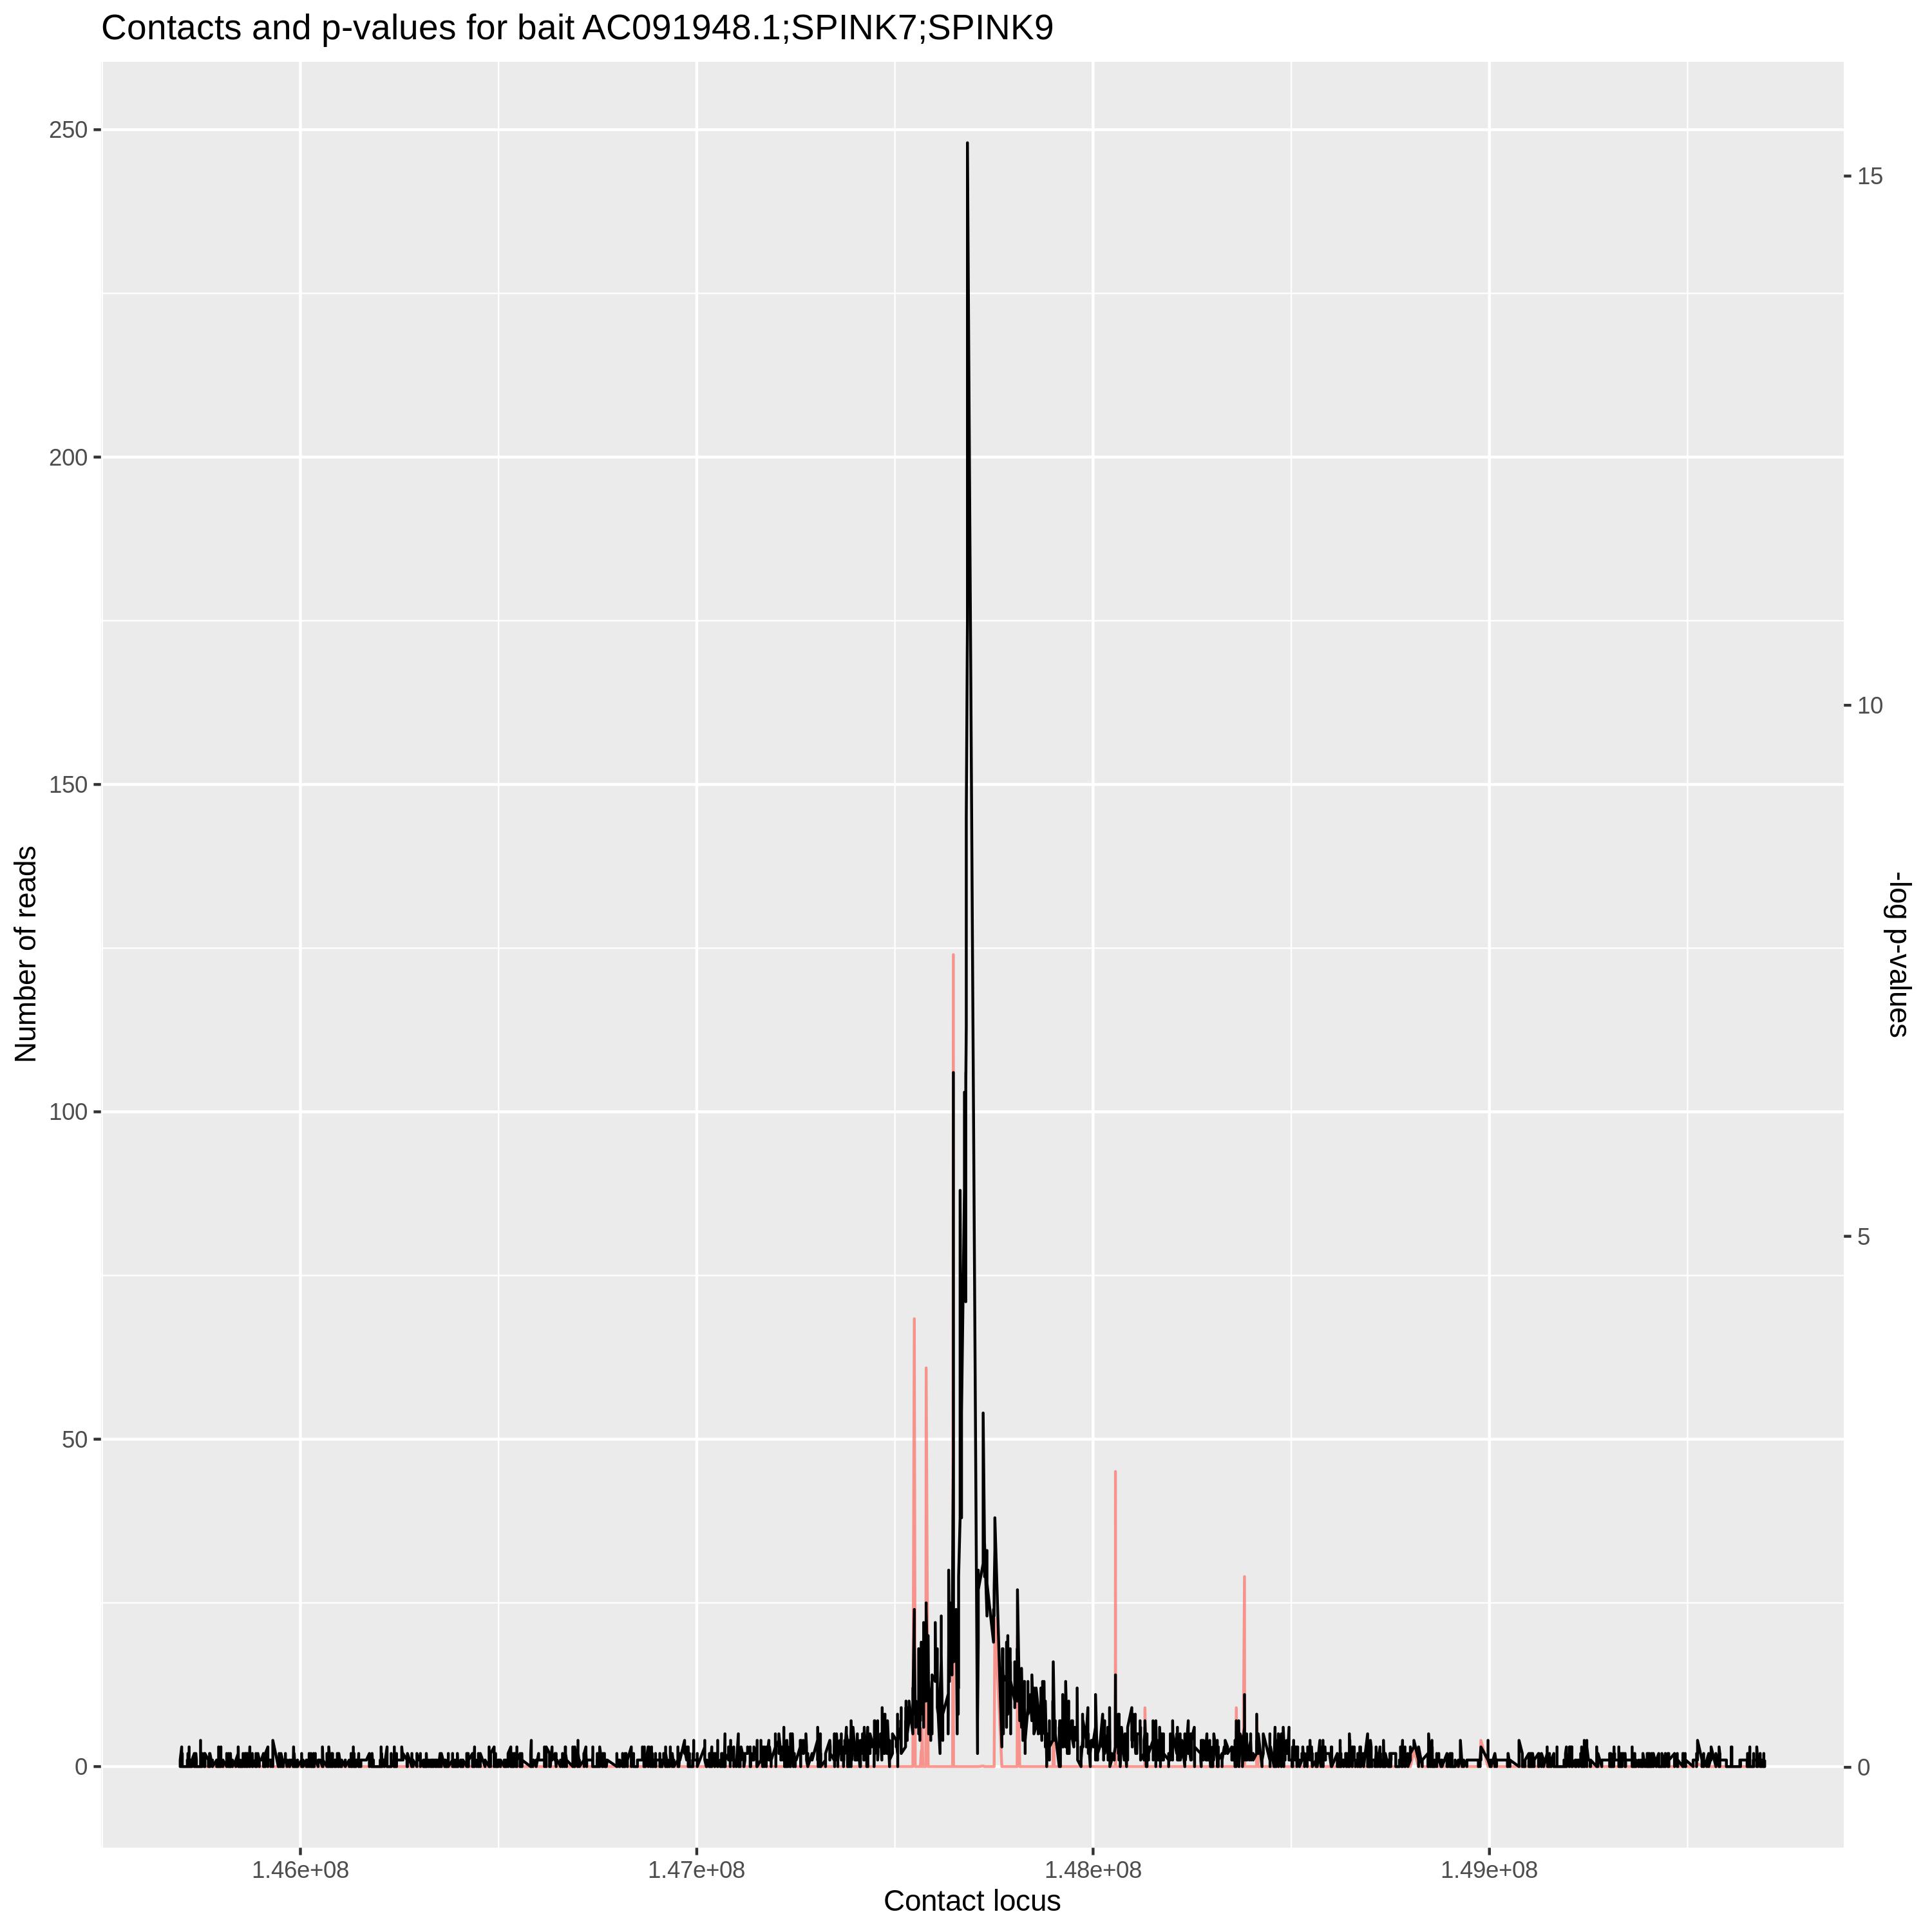 Contacts and p-values for bait AC091948.1;SPINK7;SPINK9
250
200
150
100
50
0
Number of reads
15
10
5
0
-log p-values
1.46e+08
1.47e+08
1.48e+08
1.49e+08
Contact locus